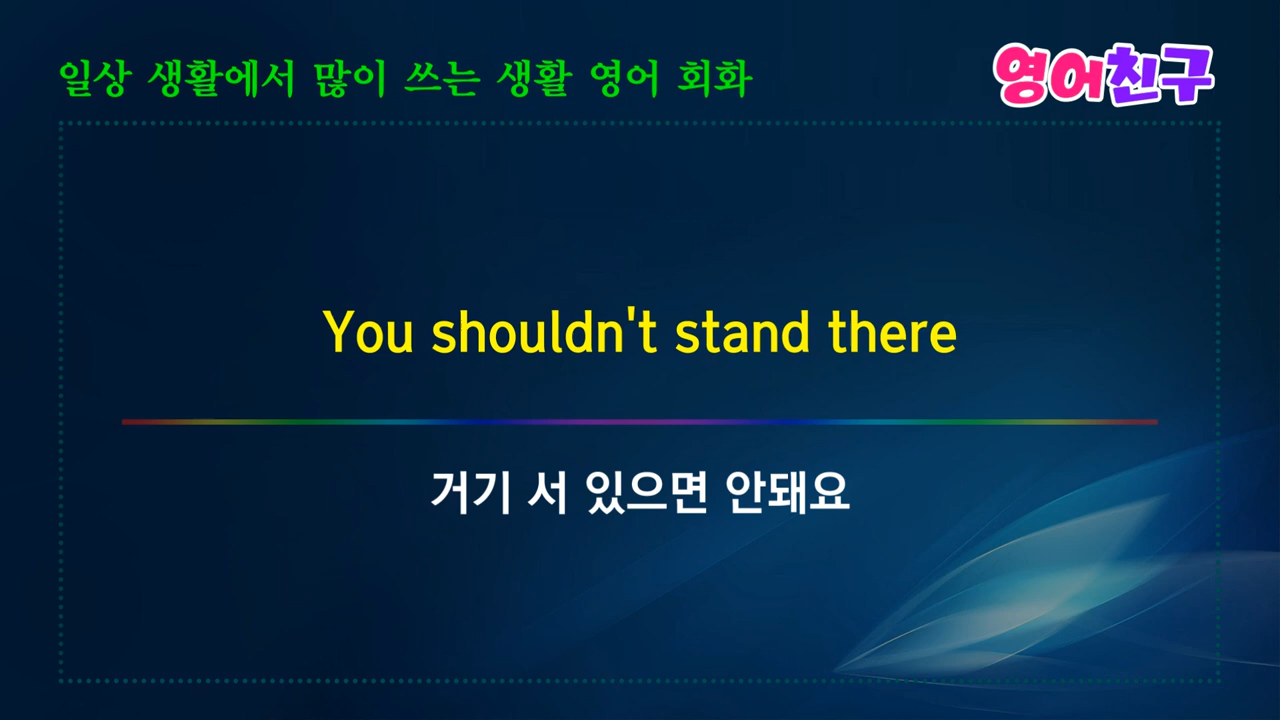 일상 생활에서 많이 쓰는 생활 영어 회화
영어친구
You shouldn't stand there
거기 서 있으면 안돼요